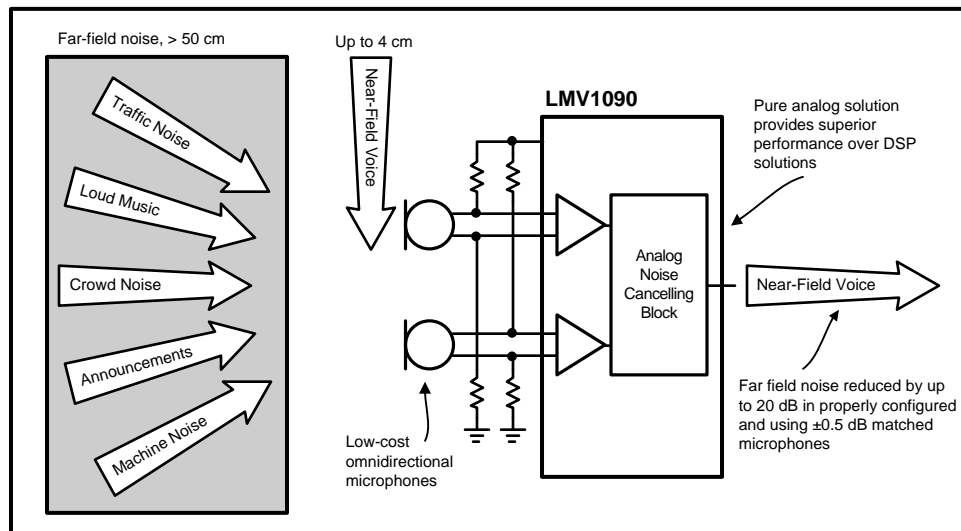 Far-field noise, > 50 cm
Traffic Noise
Loud Music
Crowd Noise
Announcements
Machine Noise
Up to 4 cm
Near-Field Voice
Low-cost
omnidirectional
microphones
LMV1090
Analog
Noise
Cancelling
Block
Pure analog solution
provides superior
performance over DSP
solutions
Near-Field Voice
Far field noise reduced by up
to 20 dB in properly configured
and using ±0.5 dB matched
microphones